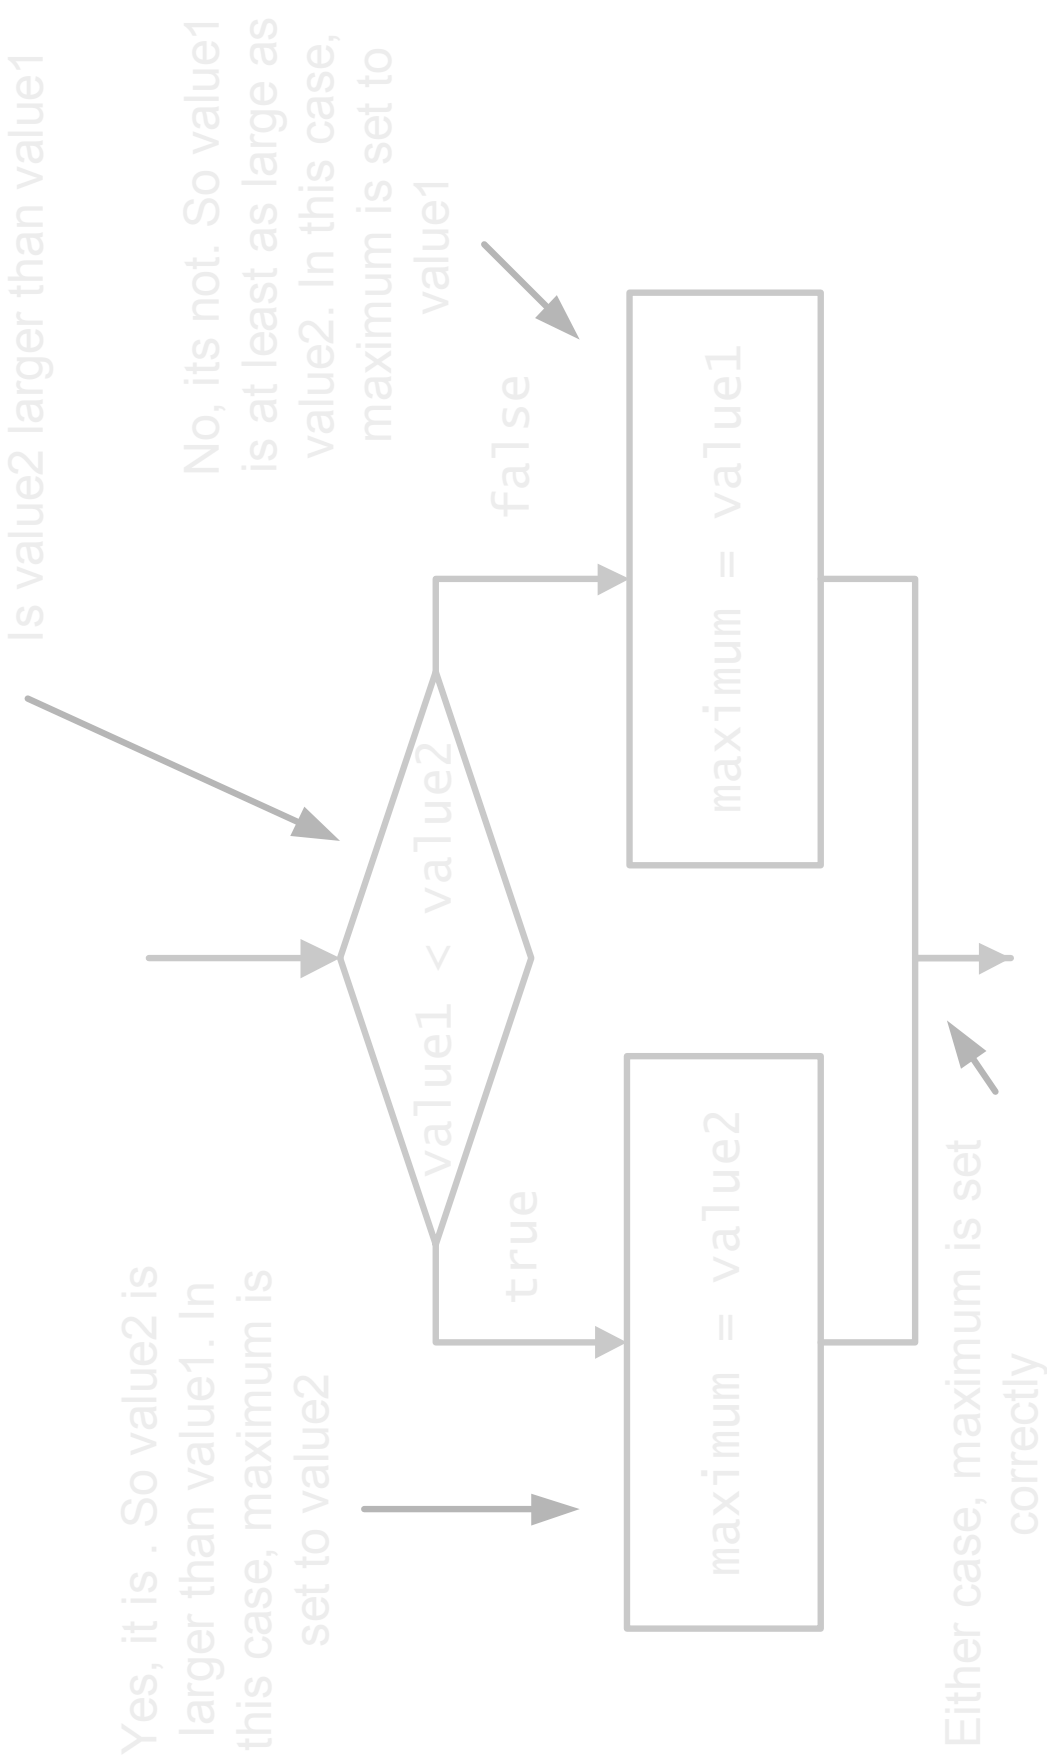 Is value2 larger than value1
Yes, it is . So value2 is
larger than value1. In
this case, maximum is
set to value2
No, its not. So value1
is at least as large as
value2. In this case,
maximum is set to
value1
value1 < value2
true
false
maximum = value2
maximum = value1
Either case, maximum is set
correctly